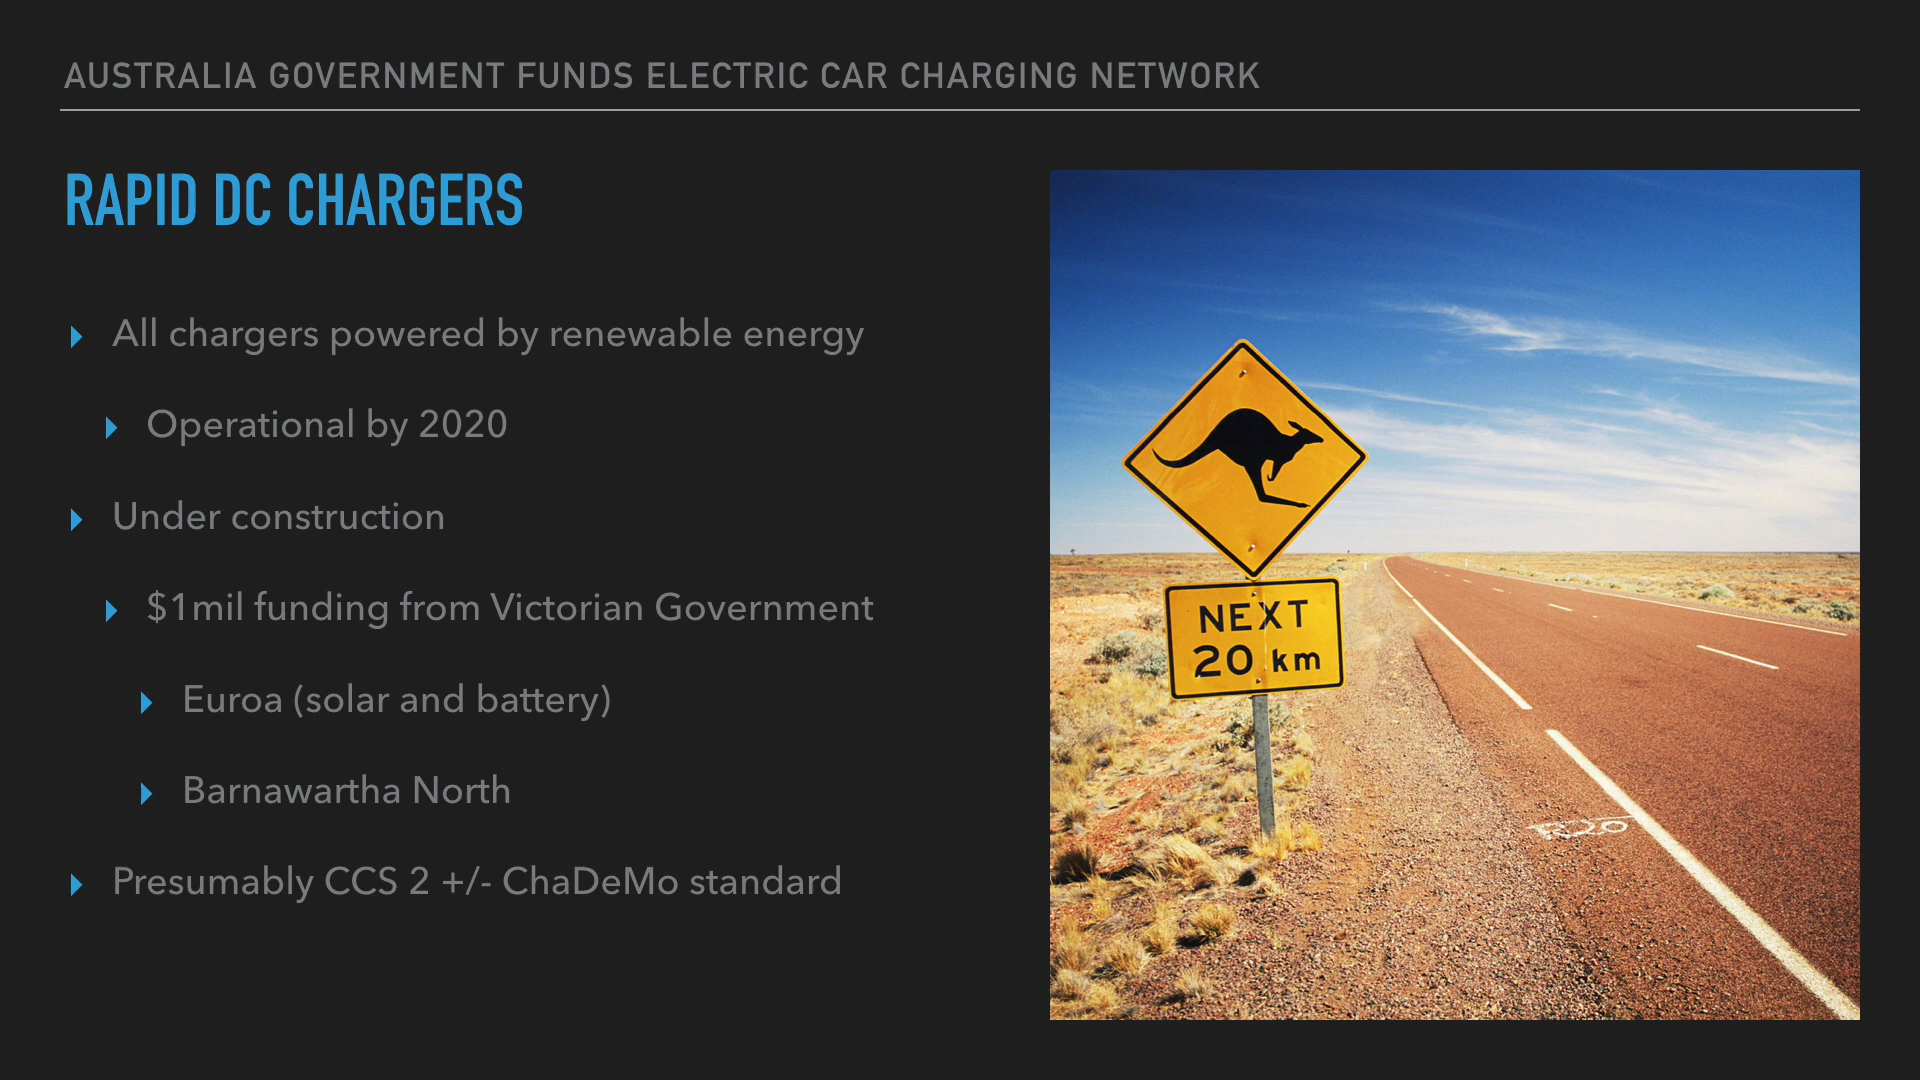 AUSTRALIA GOVERNMENT FUNDS ELECTRIC CAR CHARGING NETWORK
RAPID DC CHARGERS
All chargers powered by renewable energy
Operational by 2020
Under construction
$1mil funding from Victorian Government
Euroa (solar and battery)
Barnawartha North
Presumably CCS 2 +/- ChaDeMo standard
NEXT
20 km